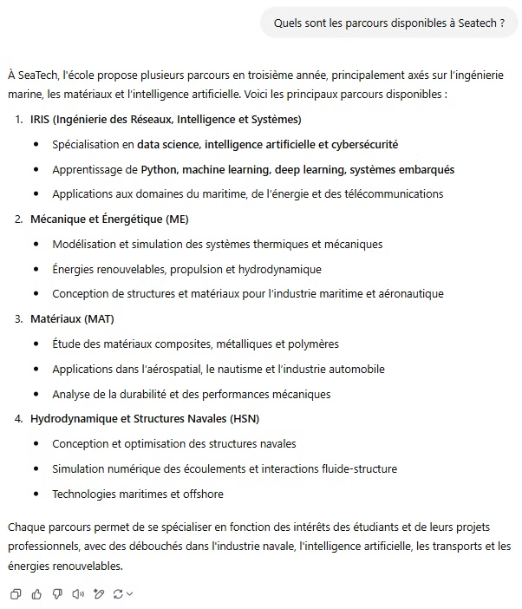 Quels sont les parcours disponibles à Seatech ?
À SeaTech, l'école propose plusieurs parcours en troisième année, principalement axés sur l'ingénierie
marine, les matériaux et l'intelligence artificielle. Voici les principaux parcours disponibles :
1. IRIS (Ingénierie des Réseaux, Intelligence et Systèmes)
• Spécialisation en data science, intelligence artificielle et cybersécurité
• Apprentissage de Python, machine learning, deep learning, systèmes embarqués
• Applications aux domaines du maritime, de l'énergie et des télécommunications
2. Mécanique et Énergétique (ME)
• Modélisation et simulation des systèmes thermiques et mécaniques
• Énergies renouvelables, propulsion et hydrodynamique
• Conception de structures et matériaux pour l'industrie maritime et aéronautique
3. Matériaux (MAT)
• Étude des matériaux composites, métalliques et polymères
• Applications dans l'aérospatial, le nautisme et l'industrie automobile
• Analyse de la durabilité et des performances mécaniques
4. Hydrodynamique et Structures Navales (HSN)
• Conception et optimisation des structures navales
• Simulation numérique des écoulements et interactions fluide-structure
• Technologies maritimes et offshore
Chaque parcours permet de se spécialiser en fonction des intérêts des étudiants et de leurs projets
professionnels, avec des débouchés dans l'industrie navale, l'intelligence artificielle, les transports et les
énergies renouvelables.